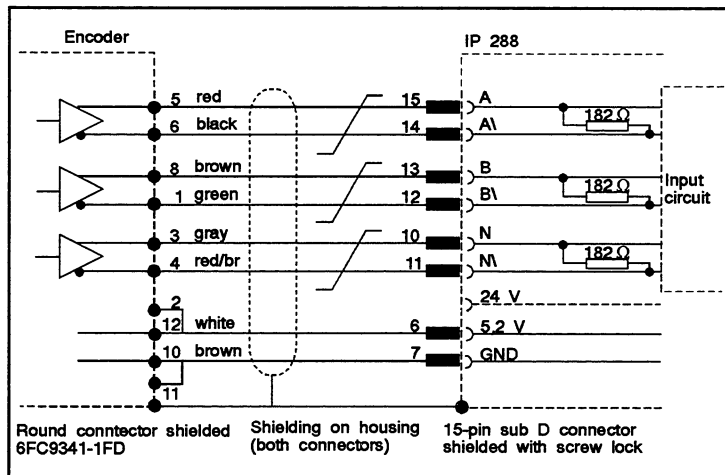 Encoder
IP 288
5 red 15 A
6 black 14 A\
182 Ω
8 brown 13 B
1 green 12 B\
182 Ω
Input
circuit
3 gray 10 N
4 red/br 11 N\
182 Ω
2
24 V
12 white 6 5,2 V
10 brown 7 GND
11
Round conntector shielded
6FC9341-1FD
Shielding on housing
(both connectors)
15-pin sub D connector
shielded with screw lock